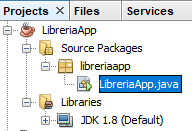 Projects Files Services
LibreriaApp
Source Packages
libreriaapp
LibreriaApp.java
Libraries
JDK 1.8 (Default)